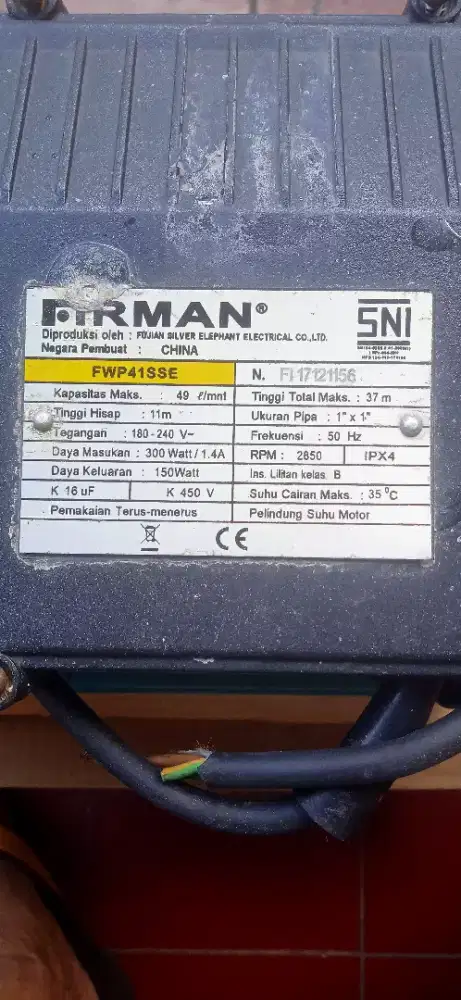 FIRMAN®
SNI
Diproduksi oleh : FUJIAN SILVER ELEPHANT ELECTRICAL CO.,LTD.
Negara Pembuat : CHINA
FWP41SSE
N. FI17121156
Kapasitas Maks. : 49 ℓ/mnt
Tinggi Total Maks. : 37 m
Tinggi Hisap : 11m
Ukuran Pipa : 1" x 1"
Tegangan : 180-240 V~
Frekuensi : 50 Hz
Daya Masukan : 300 Watt / 1.4A
RPM : 2850
IPX4
Daya Keluaran : 150Watt
Ins. Lilitan kelas B
K 16 uF
K 450 V
Suhu Cairan Maks. : 35 ⁰C
Pemakaian Terus-menerus
Pelindung Suhu Motor
CE